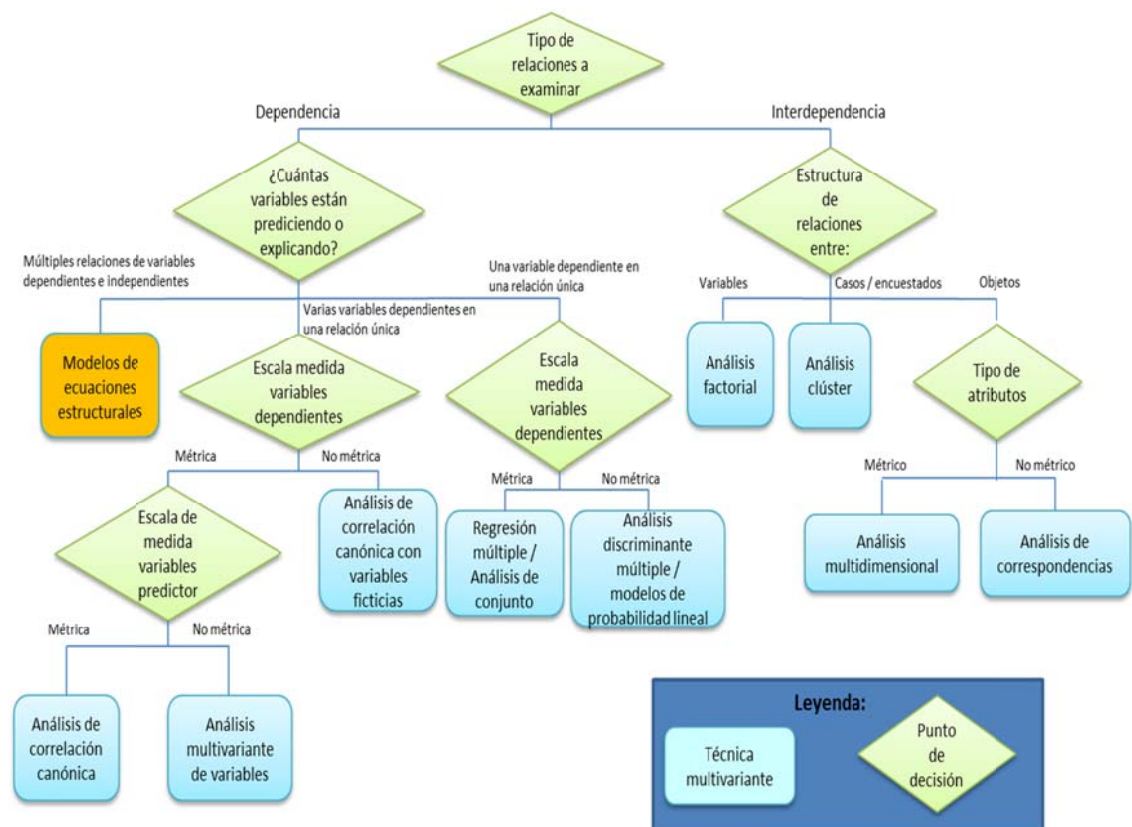 Tipo de
relaciones a
examinar
Dependencia
Interdependencia
¿Cuántas
variables están
prediciendo o
explicando?
Estructura
de
relaciones
entre:
Múltiples relaciones de variables
dependientes e independientes
Varias variables dependientes en
una relación única
Una variable dependiente en
una relación única
Variables
Casos / encuestados
Objetos
Modelos de
ecuaciones
estructurales
Escala medida
variables
dependientes
Escala
medida
variables
dependientes
Análisis
factorial
Análisis
clúster
Tipo de
atributos
Métrica
No métrica
Métrica
No métrica
Métrico
No métrico
Escala de
medida
variables
predictor
Análisis de
correlación
canónica con
variables
ficticias
Regresión
múltiple /
Análisis de
conjunto
Análisis
discriminante
múltiple /
modelos de
probabilidad lineal
Análisis
multidimensional
Análisis de
correspondencias
Métrica
No métrica
Análisis de
correlación
canónica
Análisis
multivariante
de variables
Leyenda:
Técnica
multivariante
Punto
de
decisión